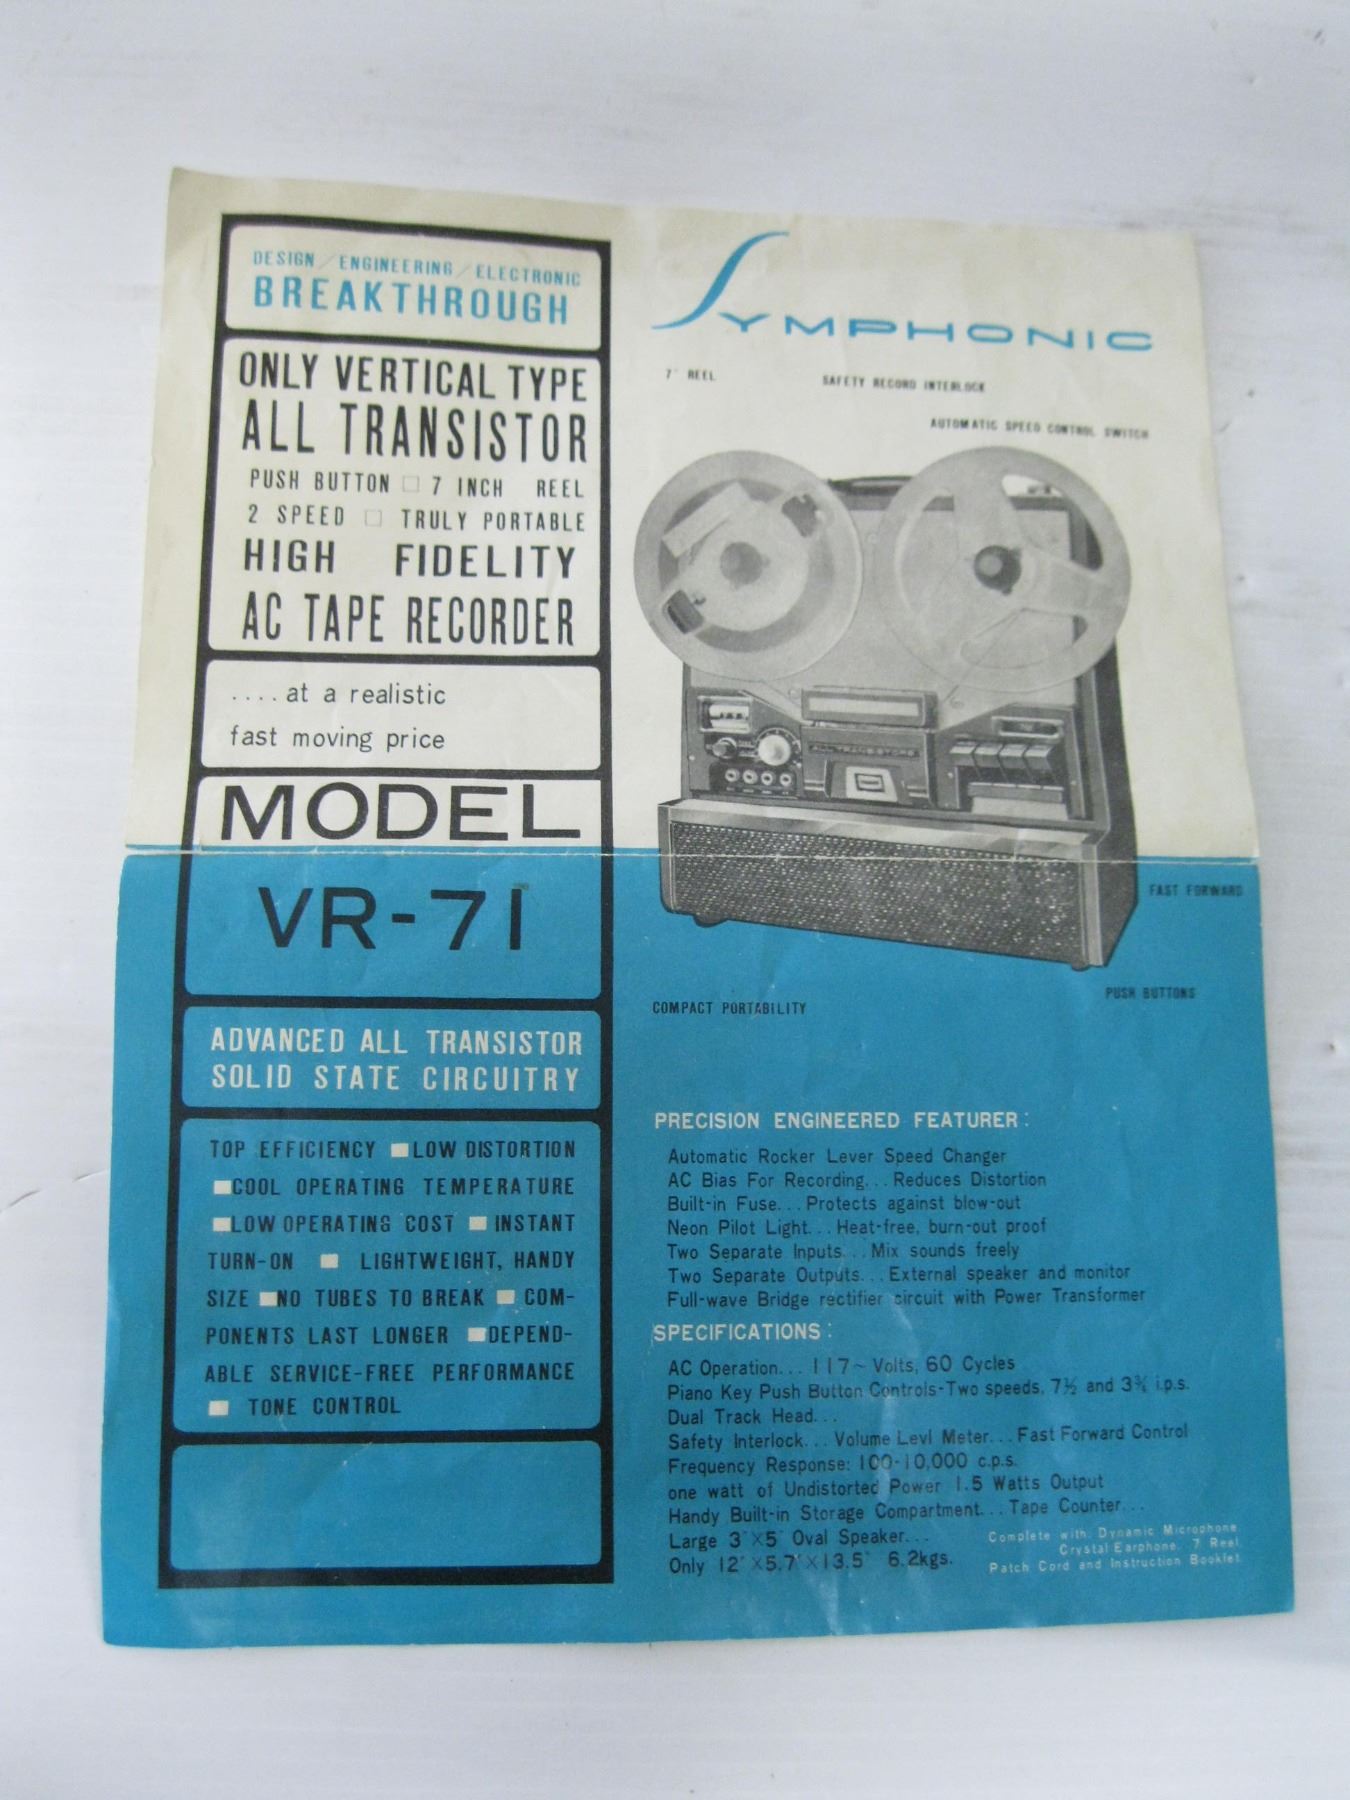 DESIGN/ENGINEERING/ELECTRONIC
BREAKTHROUGH
ONLY VERTICAL TYPE
ALL TRANSISTOR
PUSH BUTTON □ 7 INCH REEL
2 SPEED □ TRULY PORTABLE
HIGH FIDELITY
AC TAPE RECORDER
....at a realistic
fast moving price
MODEL
VR-71
ADVANCED ALL TRANSISTOR
SOLID STATE CIRCUITRY
TOP EFFICIENCY ■ LOW DISTORTION
■ COOL OPERATING TEMPERATURE
■ LOW OPERATING COST ■ INSTANT
TURN-ON ■ LIGHTWEIGHT, HANDY
SIZE ■ NO TUBES TO BREAK ■ COM-
PONENTS LAST LONGER ■ DEPEND-
ABLE SERVICE-FREE PERFORMANCE
■ TONE CONTROL
SYMPHONIC
7" REEL
SAFETY RECORD INTERLOCK
AUTOMATIC SPEED CONTROL SWITCH
ALL TRANSISTORS
FAST FORWARD
PUSH BUTTONS
COMPACT PORTABILITY
PRECISION ENGINEERED FEATURER:
Automatic Rocker Lever Speed Changer
AC Bias For Recording...Reduces Distortion
Built-in Fuse...Protects against blow-out
Neon Pilot Light...Heat-free, burn-out proof
Two Separate Inputs...Mix sounds freely
Two Separate Outputs...External speaker and monitor
Full-wave Bridge rectifier circuit with Power Transformer
SPECIFICATIONS:
AC Operation...117~ Volts, 60 Cycles
Piano Key Push Button Controls-Two speeds, 7½ and 3¾ i.p.s.
Dual Track Head...
Safety Interlock...Volume Levl Meter...Fast Forward Control
Frequency Response: 100-10,000 c.p.s.
one watt of Undistorted Power 1.5 Watts Output
Handy Built-in Storage Compartment...Tape Counter...
Large 3"×5" Oval Speaker...
Only 12"×5.7"×13.5" 6.2kgs.
Complete with: Dynamic Microphone.
Crystal Earphone. 7" Reel.
Patch Cord and Instruction Booklet.